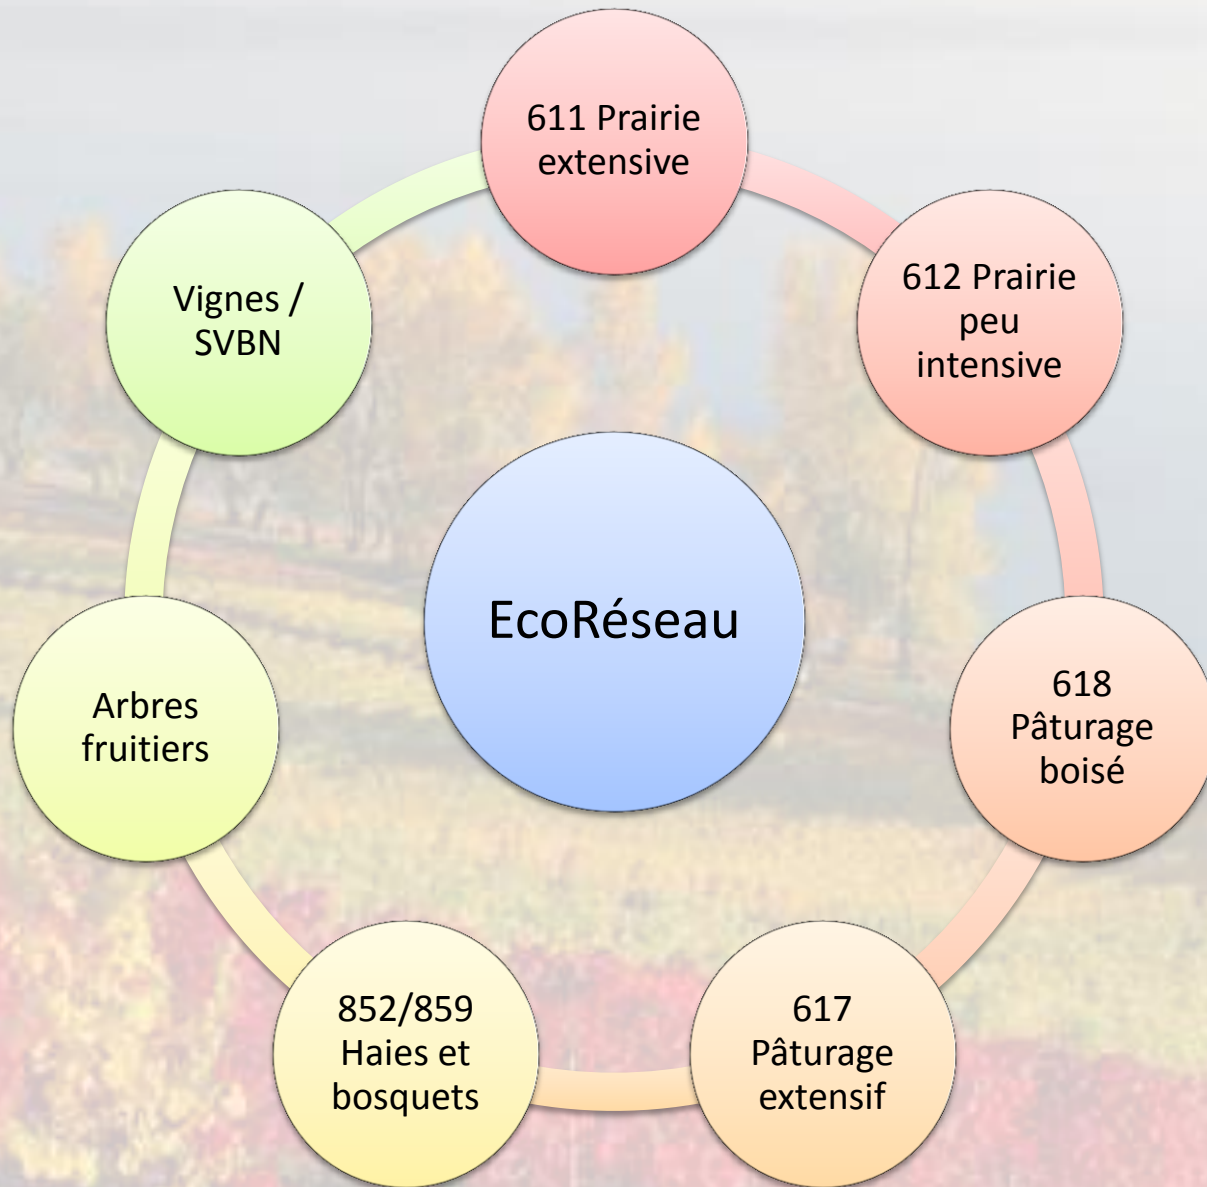 611 Prairie
extensive
612 Prairie
peu
intensive
618
Pâturage
boisé
617
Pâturage
extensif
852/859
Haies et
bosquets
Arbres
fruitiers
Vignes /
SVBN
EcoRéseau